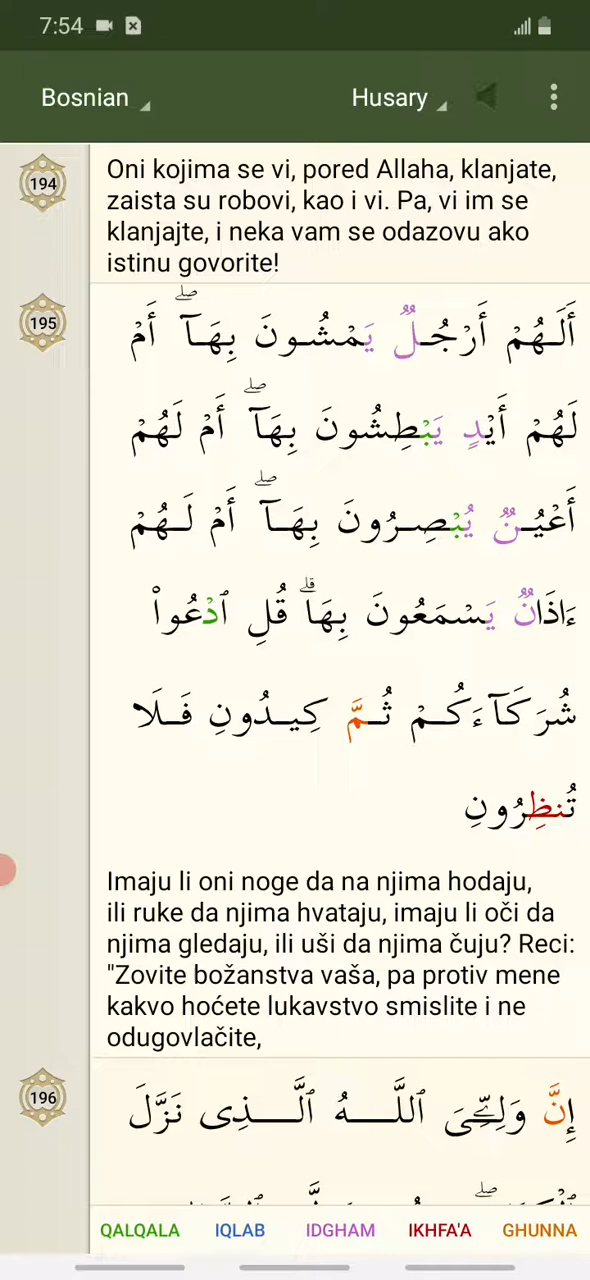 7:54
Bosnian
Husary
194
Oni kojima se vi, pored Allaha, klanjate,
zaista su robovi, kao i vi. Pa, vi im se
klanjajte, i neka vam se odazovu ako
istinu govorite!
195
أَلَهُمْ أَرْجُلٌ يَمْشُونَ بِهَآ ۖ أَمْ
لَهُمْ أَيْدٍ يَبْطِشُونَ بِهَآ ۖ أَمْ لَهُمْ
أَعْيُنٌ يُبْصِرُونَ بِهَآ ۖ أَمْ لَهُمْ
ءَاذَانٌ يَسْمَعُونَ بِهَا ۗ قُلِ ٱدْعُوا۟
شُرَكَآءَكُمْ ثُمَّ كِيدُونِ فَلَا
تُنظِرُونِ
Imaju li oni noge da na njima hodaju,
ili ruke da njima hvataju, imaju li oči da
njima gledaju, ili uši da njima čuju? Reci:
"Zovite božanstva vaša, pa protiv mene
kakvo hoćete lukavstvo smislite i ne
odugovlačite,
196
إِنَّ وَلِـِّۧىَ ٱللَّهُ ٱلَّذِى نَزَّلَ
QALQALA IQLAB IDGHAM IKHFA'A GHUNNA